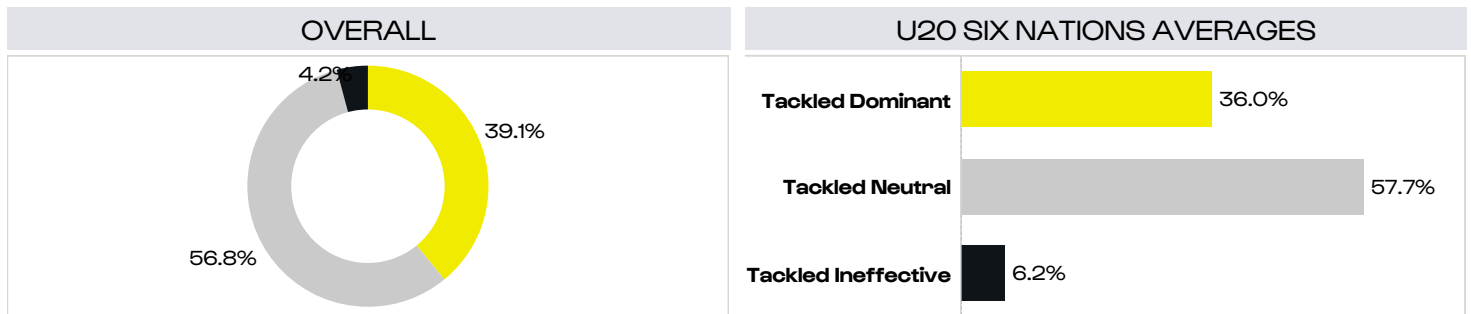 OVERALL
4.2%
39.1%
56.8%
U20 SIX NATIONS AVERAGES
Tackled Dominant
36.0%
Tackled Neutral
57.7%
Tackled Ineffective
6.2%